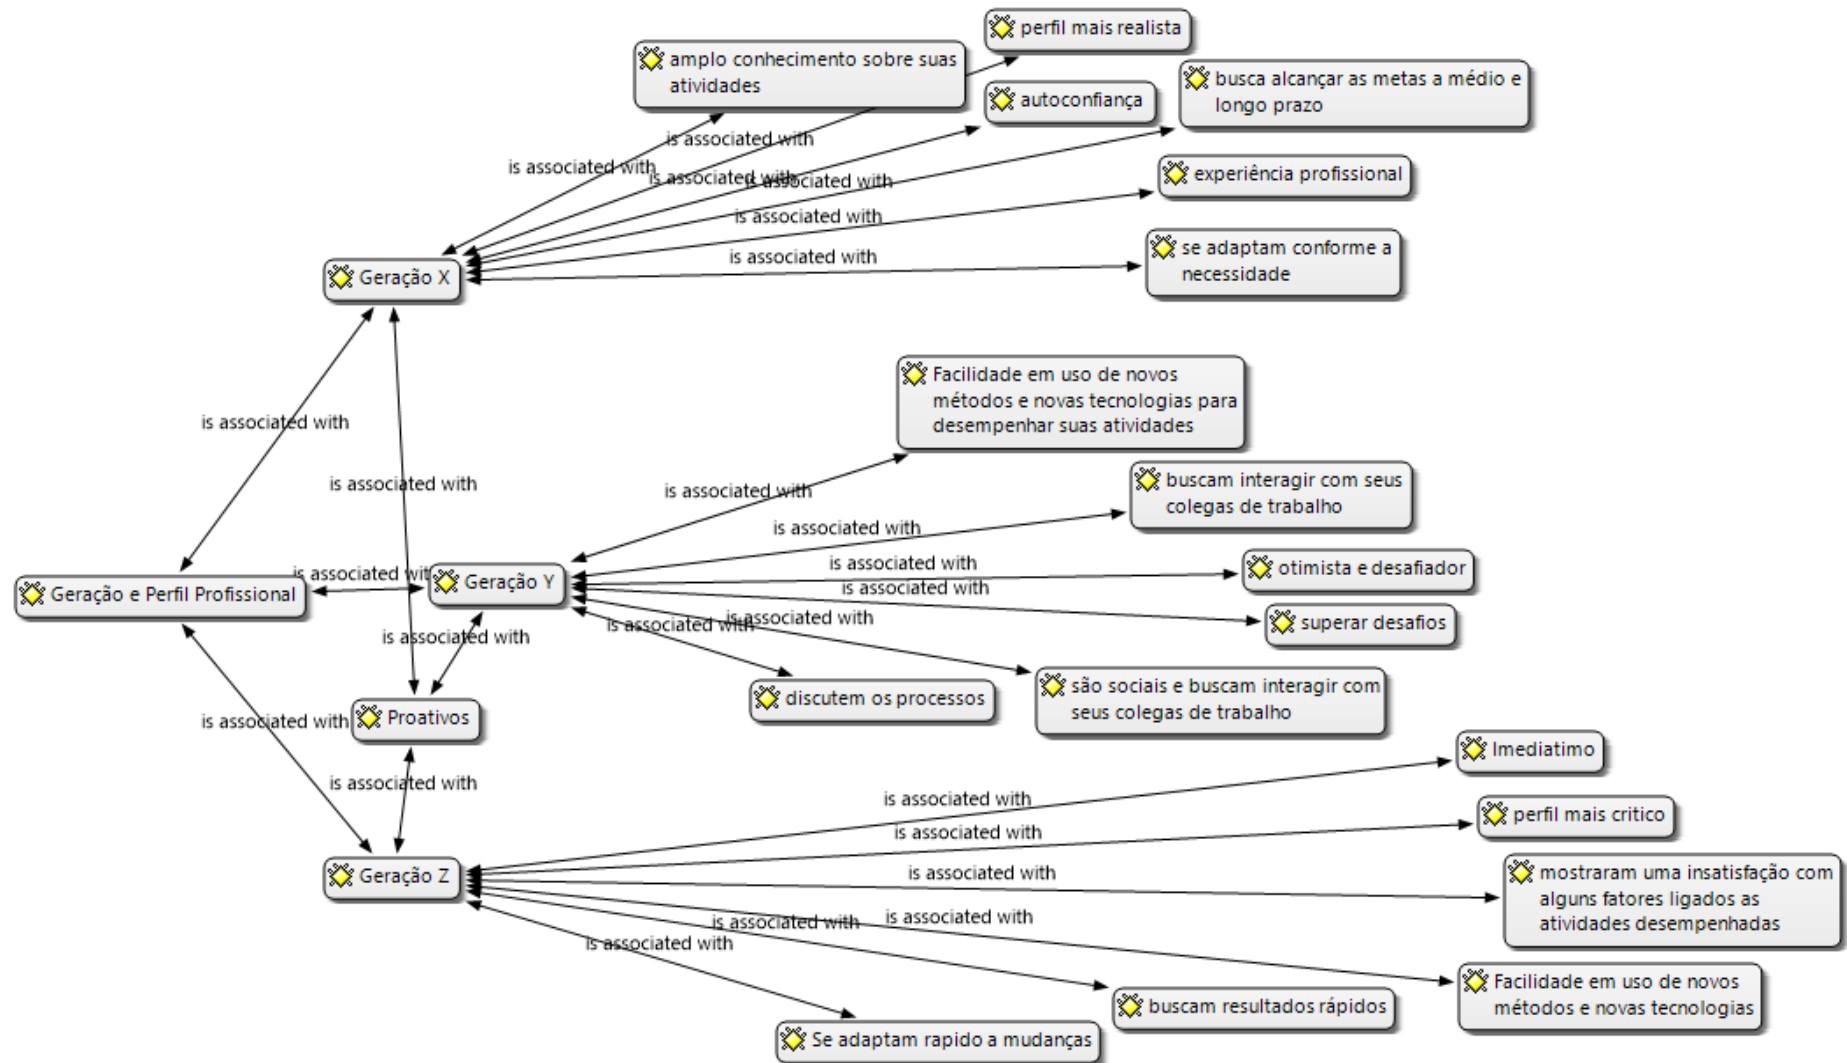 perfil mais realista
amplo conhecimento sobre suas
atividades
busca alcançar as metas a médio e
longo prazo
autoconfiança
is associated with
is associated with
is associated with
is associated with
experiência profissional
is associated with
se adaptam conforme a
necessidade
is associated with
Geração X
Facilidade em uso de novos
métodos e novas tecnologias para
desempenhar suas atividades
is associated with
is associated with
is associated with
buscam interagir com seus
colegas de trabalho
is associated with
is associated with
otimista e desafiador
is associated with
Geração e Perfil Profissional
is associated with
Geração Y
is associated with
is associated with
superar desafios
is associated with
discutem os processos
são sociais e buscam interagir com
seus colegas de trabalho
is associated with
Proativos
Imediatimo
is associated with
is associated with
perfil mais critico
is associated with
Geração Z
is associated with
mostraram uma insatisfação com
alguns fatores ligados as
atividades desempenhadas
is associated with
is associated with
is associated with
Facilidade em uso de novos
métodos e novas tecnologias
buscam resultados rápidos
Se adaptam rapido a mudanças